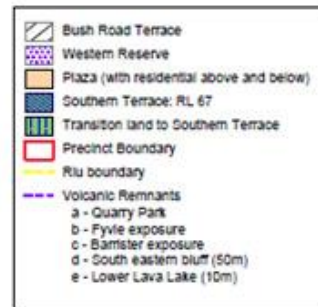 Bush Road Terrace
Western Reserve
Plaza (with residential above and below)
Southern Terrace: RL 67
Transition land to Southern Terrace
Precinct Boundary
Riu boundary
Volcanic Remnants
a - Quarry Park
b - Fyvie exposure
c - Barrister exposure
d - South eastern bluff (50m)
e - Lower Lava Lake (10m)